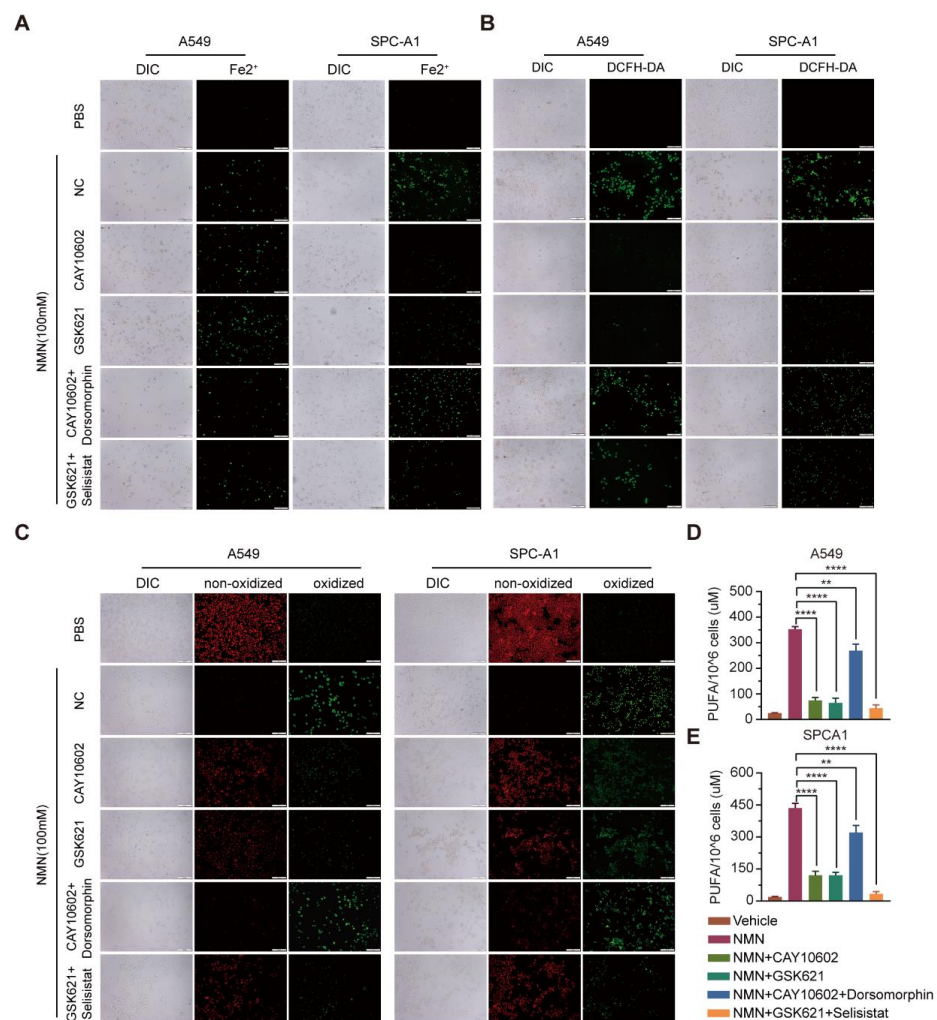 A
A549
SPC-A1
DIC
Fe2⁺
DIC
Fe2⁺
B
A549
SPC-A1
DIC
DCFH-DA
DIC
DCFH-DA
PBS
NMN(100mM)
NC
CAY10602
GSK621
CAY10602+
Dorsomorphin
GSK621+
Selisistat
C
A549
SPC-A1
DIC
non-oxidized
oxidized
DIC
non-oxidized
oxidized
PBS
NMN(100mM)
NC
CAY10602
GSK621
CAY10602+
Dorsomorphin
GSK621+
Selisistat
D
A549
****
**
****
****
PUFA/10^6 cells (uM)
500
400
300
200
100
0
E
SPCA1
****
**
****
****
PUFA/10^6 cells (uM)
600
450
300
150
0
Vehicle
NMN
NMN+CAY10602
NMN+GSK621
NMN+CAY10602+Dorsomorphin
NMN+GSK621+Selisistat